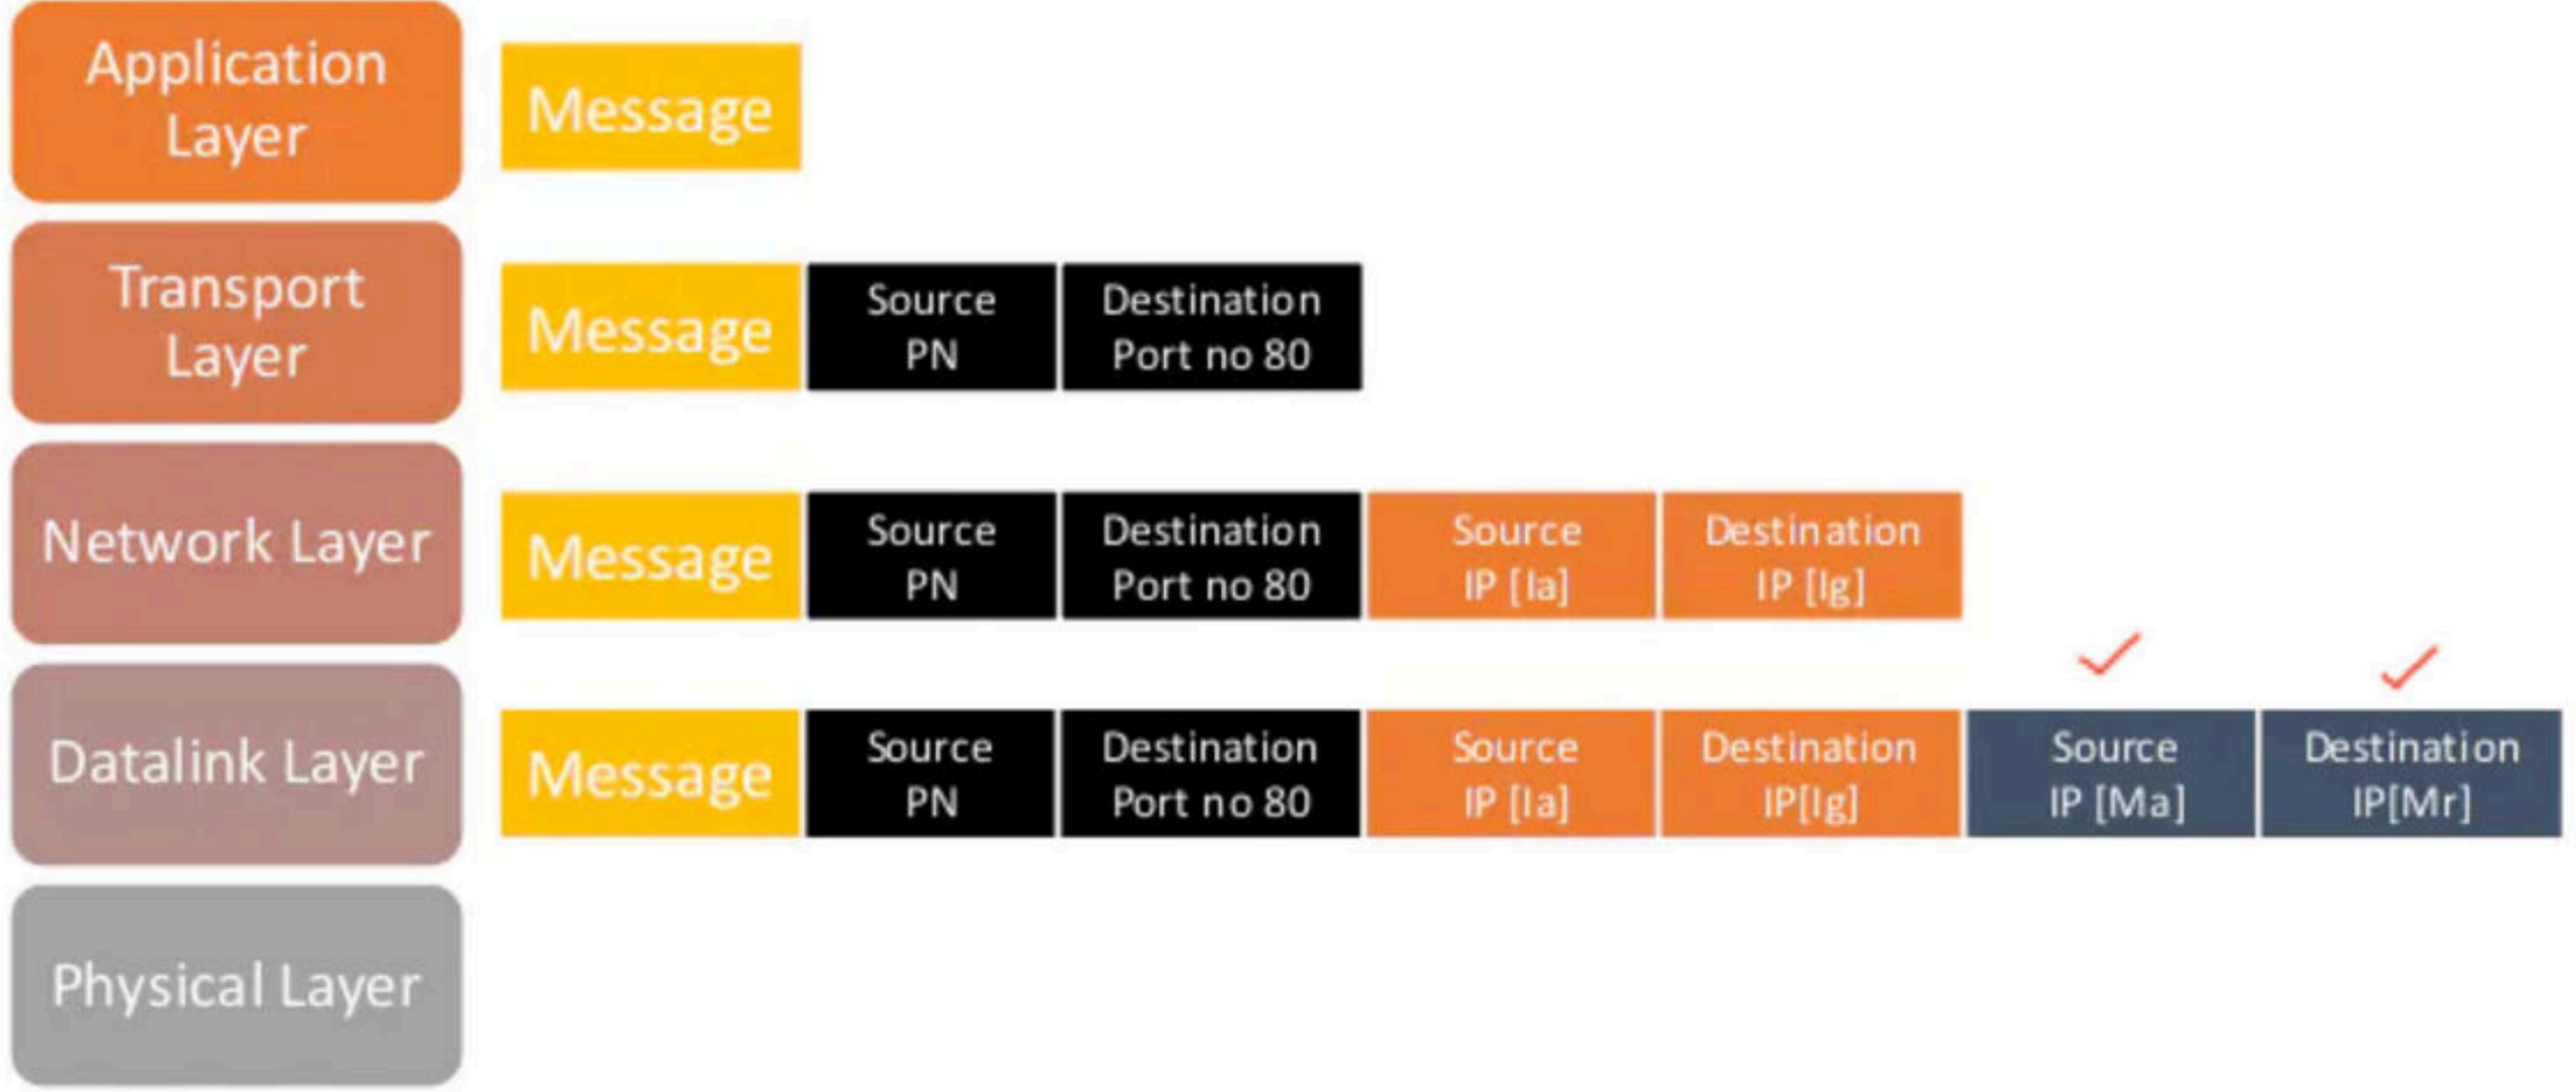 Application
Layer
Message
Transport
Layer
Message
Source
PN
Destination
Port no 80
Network Layer
Message
Source
PN
Destination
Port no 80
Source
IP [Ia]
Destination
IP [Ig]
Datalink Layer
Message
Source
PN
Destination
Port no 80
Source
IP [Ia]
Destination
IP[Ig]
Source
IP [Ma]
Destination
IP[Mr]
Physical Layer